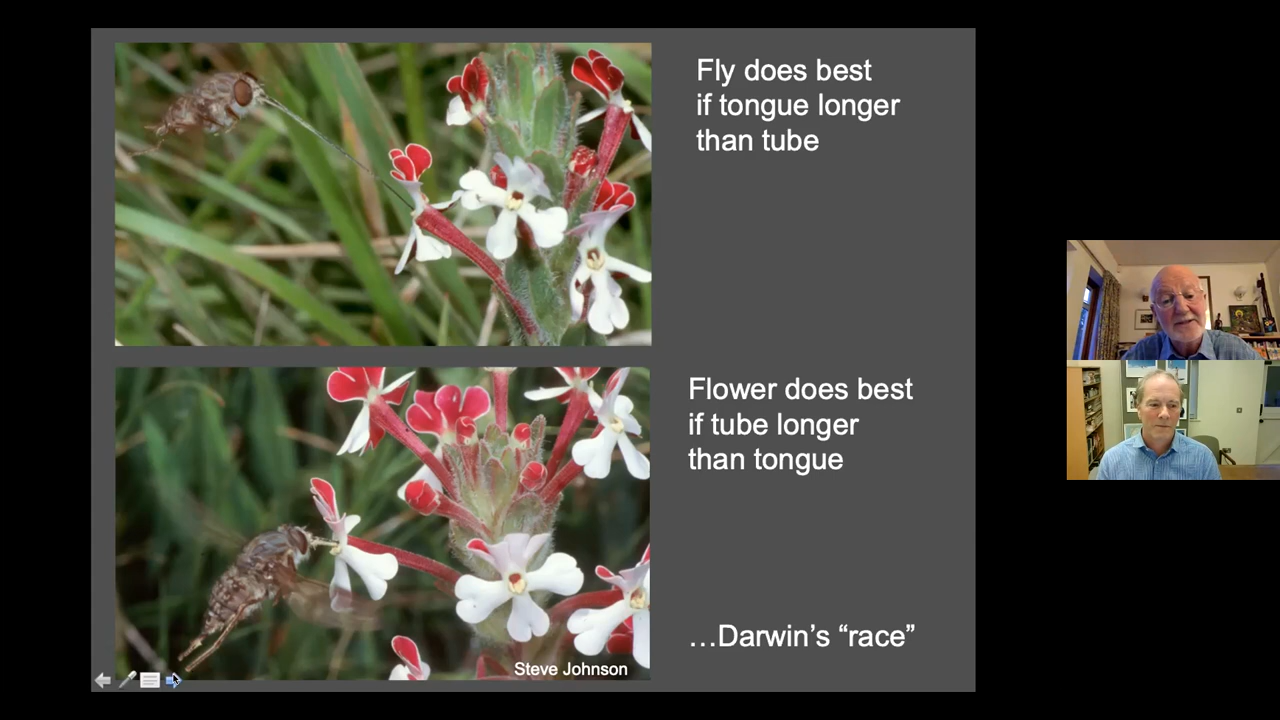 Fly does best
if tongue longer
than tube
Flower does best
if tube longer
than tongue
…Darwin’s “race”
Steve Johnson